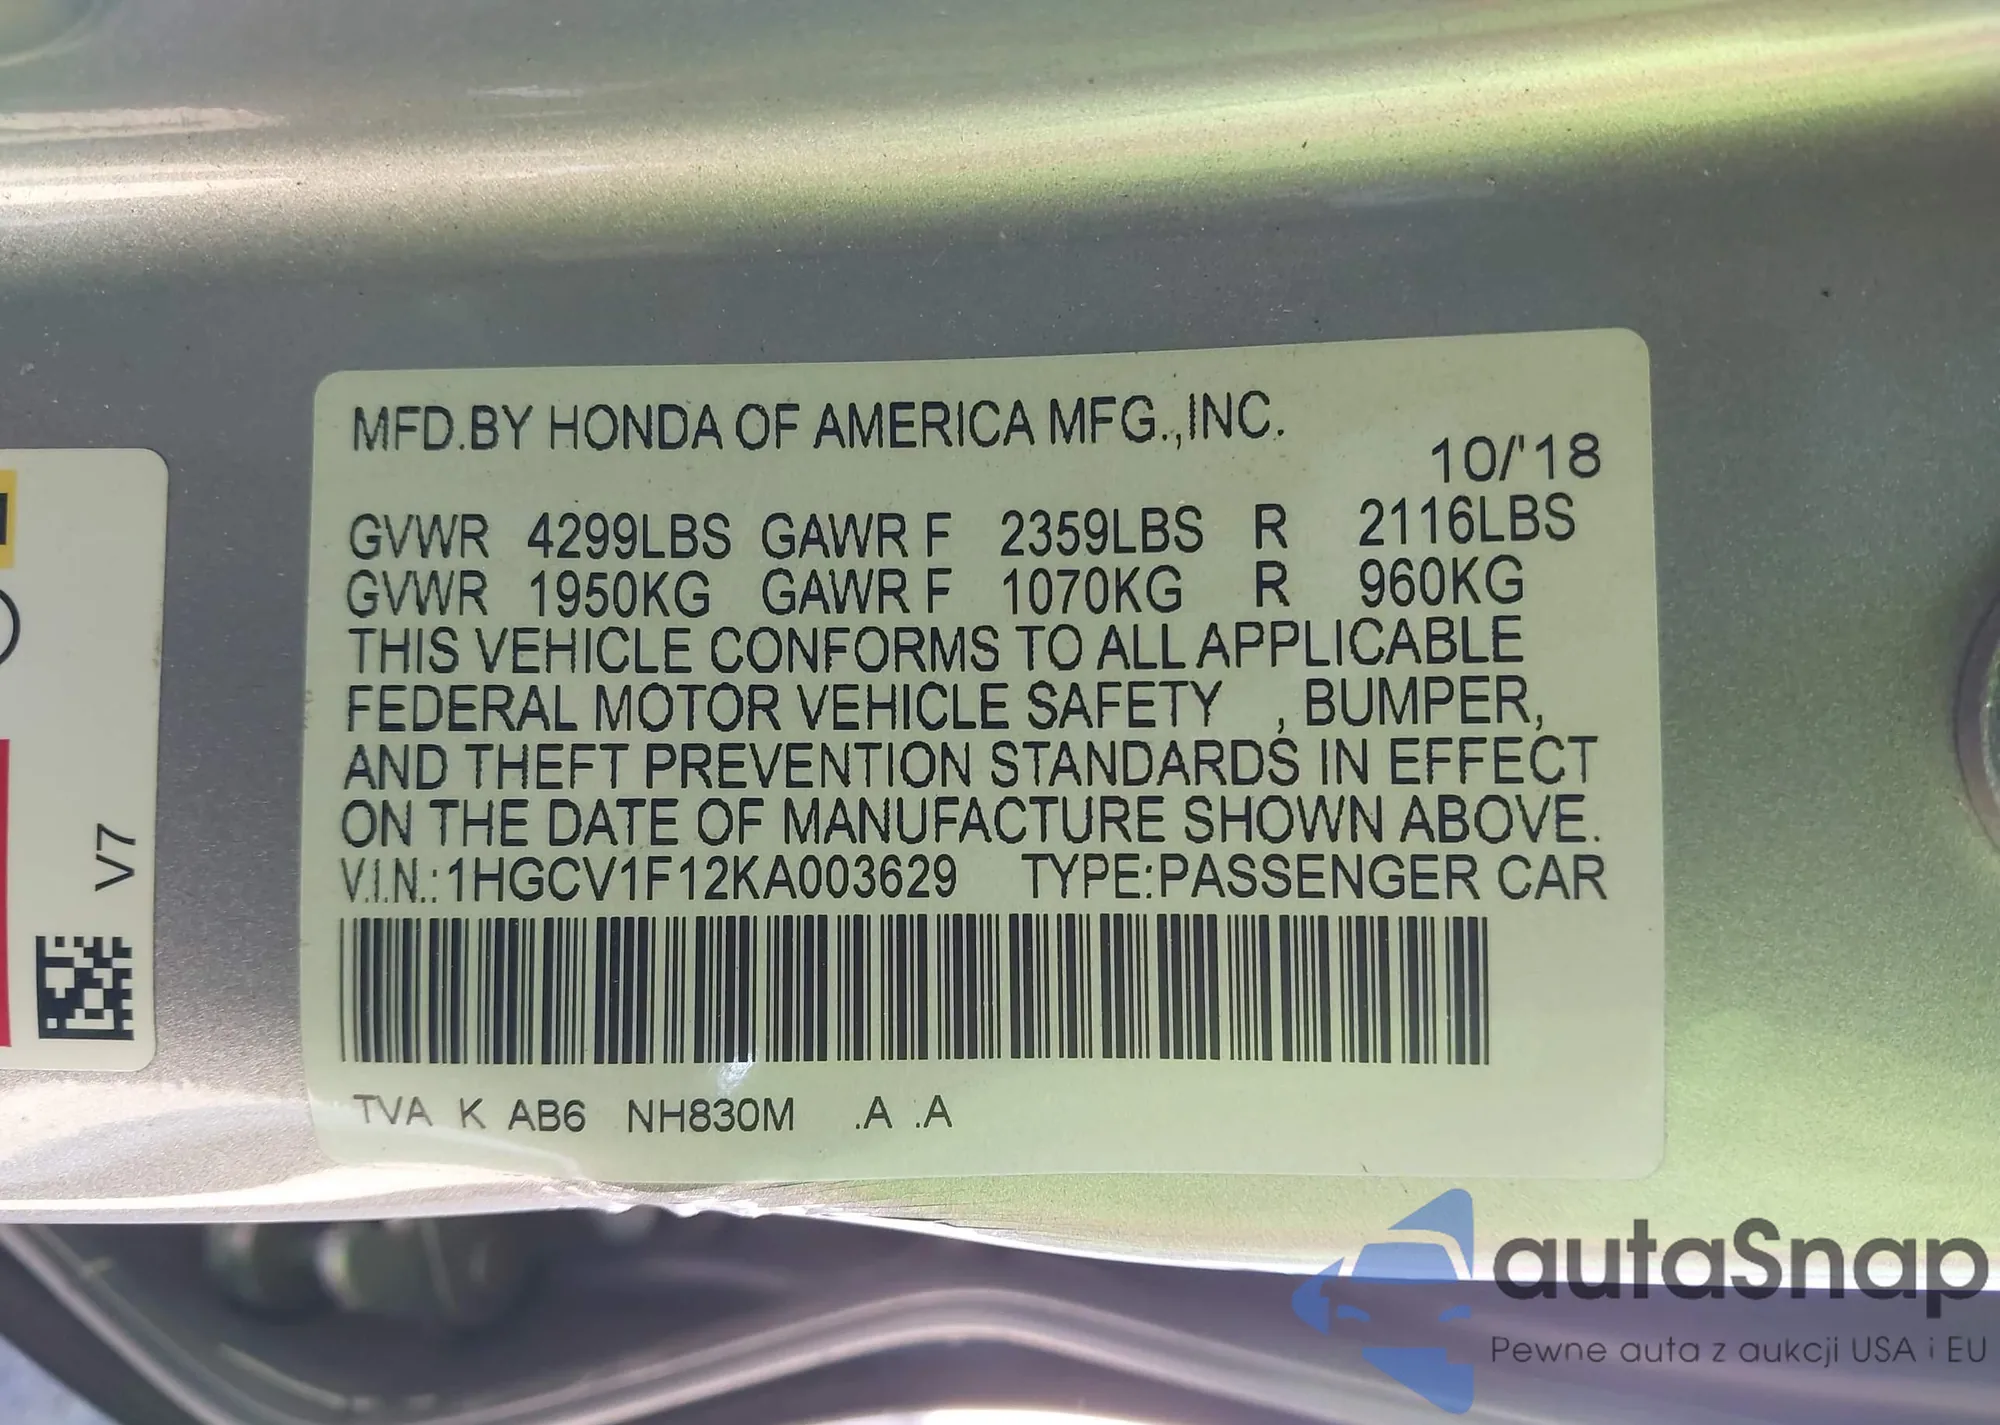 MFD.BY HONDA OF AMERICA MFG.,INC.
10/'18
GVWR 4299LBS GAWR F 2359LBS R 2116LBS
GVWR 1950KG GAWR F 1070KG R 960KG
THIS VEHICLE CONFORMS TO ALL APPLICABLE
FEDERAL MOTOR VEHICLE SAFETY , BUMPER,
AND THEFT PREVENTION STANDARDS IN EFFECT
ON THE DATE OF MANUFACTURE SHOWN ABOVE.
V.I.N.:1HGCV1F12KA003629 TYPE:PASSENGER CAR
TVA K AB6 NH830M .A .A
V7
autaSnap
Pewne auta z aukcji USA i EU